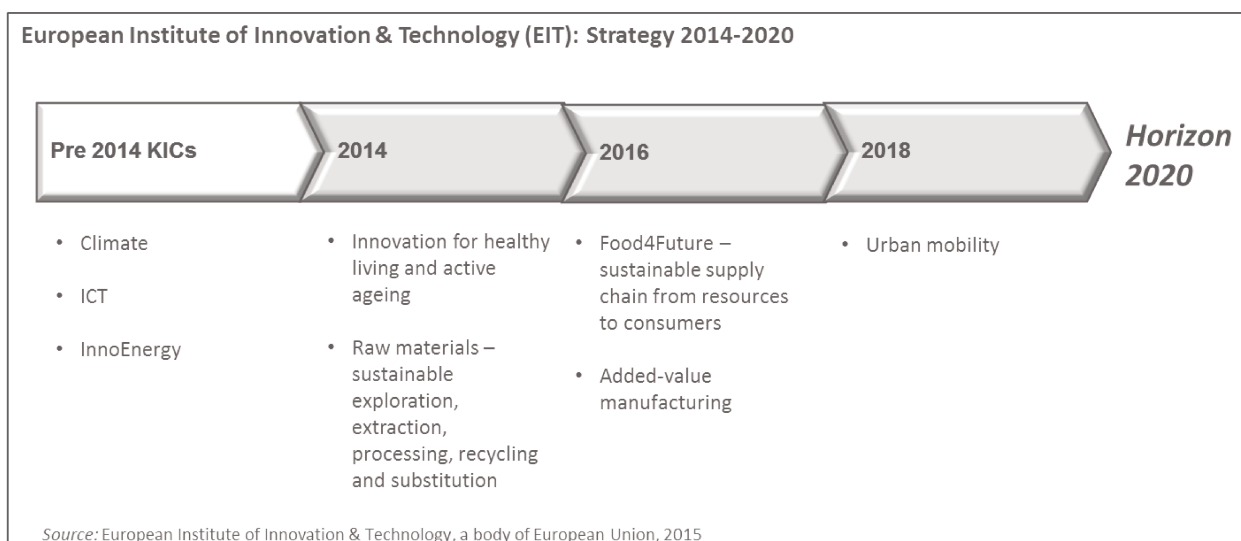 European Institute of Innovation & Technology (EIT): Strategy 2014-2020
Pre 2014 KICs
2014
2016
2018
Horizon
2020
• Climate
• ICT
• InnoEnergy
• Innovation for healthy
living and active
ageing
• Raw materials –
sustainable
exploration,
extraction,
processing, recycling
and substitution
• Food4Future –
sustainable supply
chain from resources
to consumers
• Added-value
manufacturing
• Urban mobility
Source: European Institute of Innovation & Technology, a body of European Union, 2015